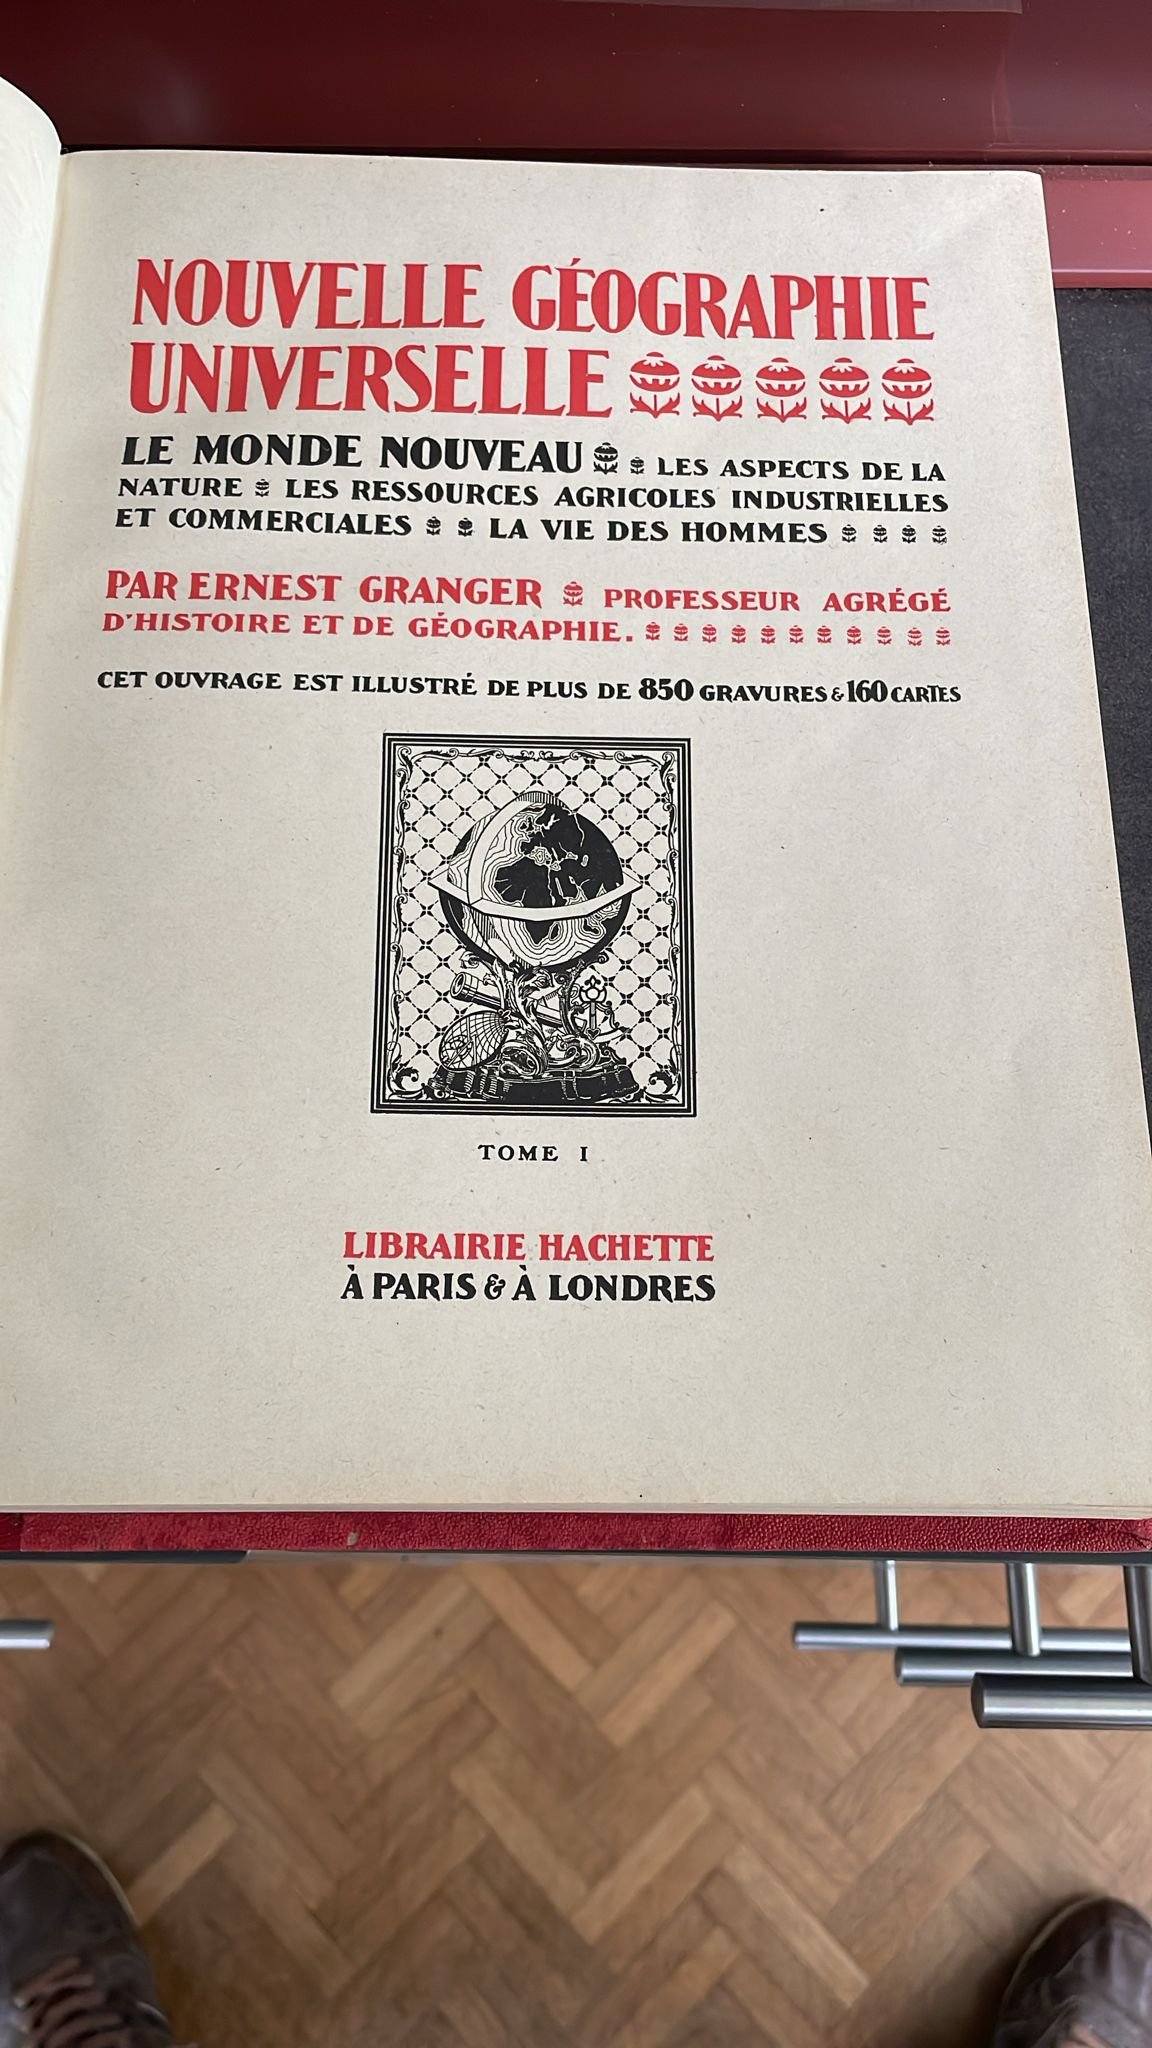 NOUVELLE GÉOGRAPHIE
UNIVERSELLE
LE MONDE NOUVEAU LES ASPECTS DE LA
NATURE LES RESSOURCES AGRICOLES INDUSTRIELLES
ET COMMERCIALES LA VIE DES HOMMES
PAR ERNEST GRANGER PROFESSEUR AGRÉGÉ
D'HISTOIRE ET DE GÉOGRAPHIE.
CET OUVRAGE EST ILLUSTRÉ DE PLUS DE 850 GRAVURES & 160 CARTES
TOME I
LIBRAIRIE HACHETTE
À PARIS & À LONDRES